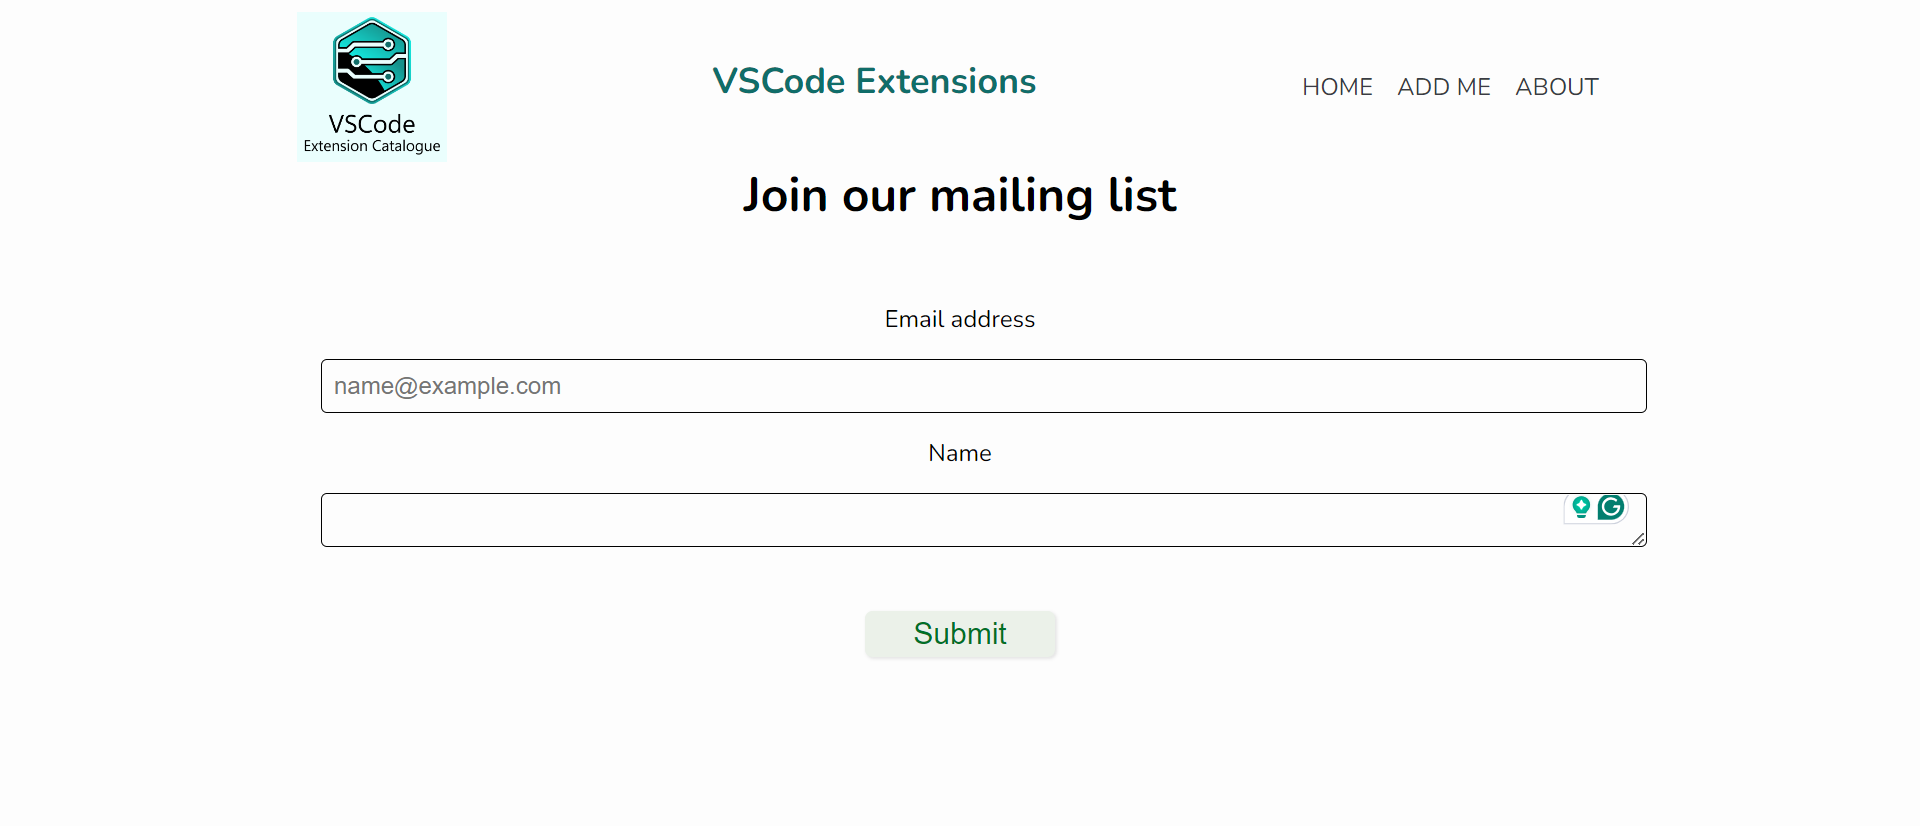 VSCode
Extension Catalogue
VSCode Extensions
HOME ADD ME ABOUT
Join our mailing list
Email address
name@example.com
Name
G
Submit